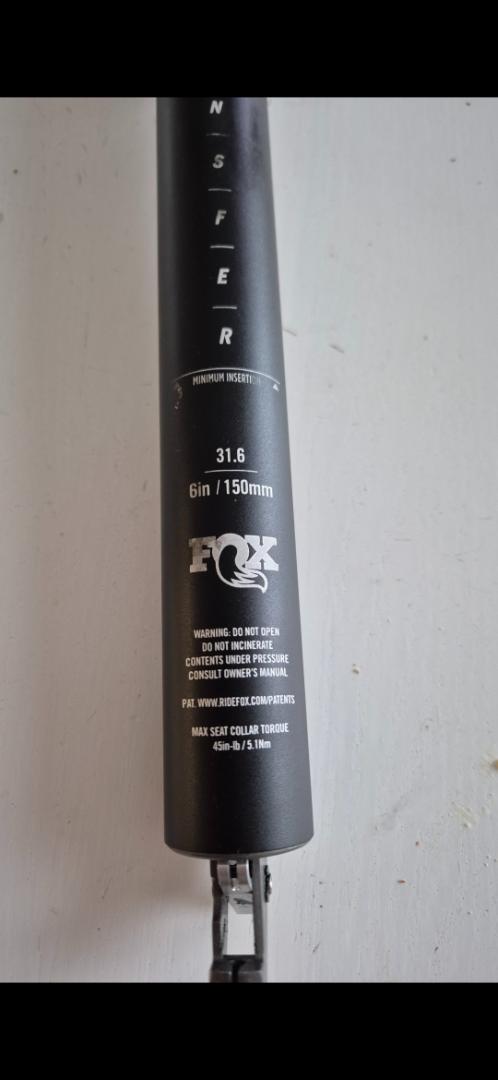 N
S
F
E
R
MINIMUM INSERTION
31.6
6in / 150mm
FOX
WARNING: DO NOT OPEN
DO NOT INCINERATE
CONTENTS UNDER PRESSURE
CONSULT OWNER'S MANUAL
PAT. WWW.RIDEFOX.COM/PATENTS
MAX SEAT COLLAR TORQUE
45in-lb / 5.1Nm